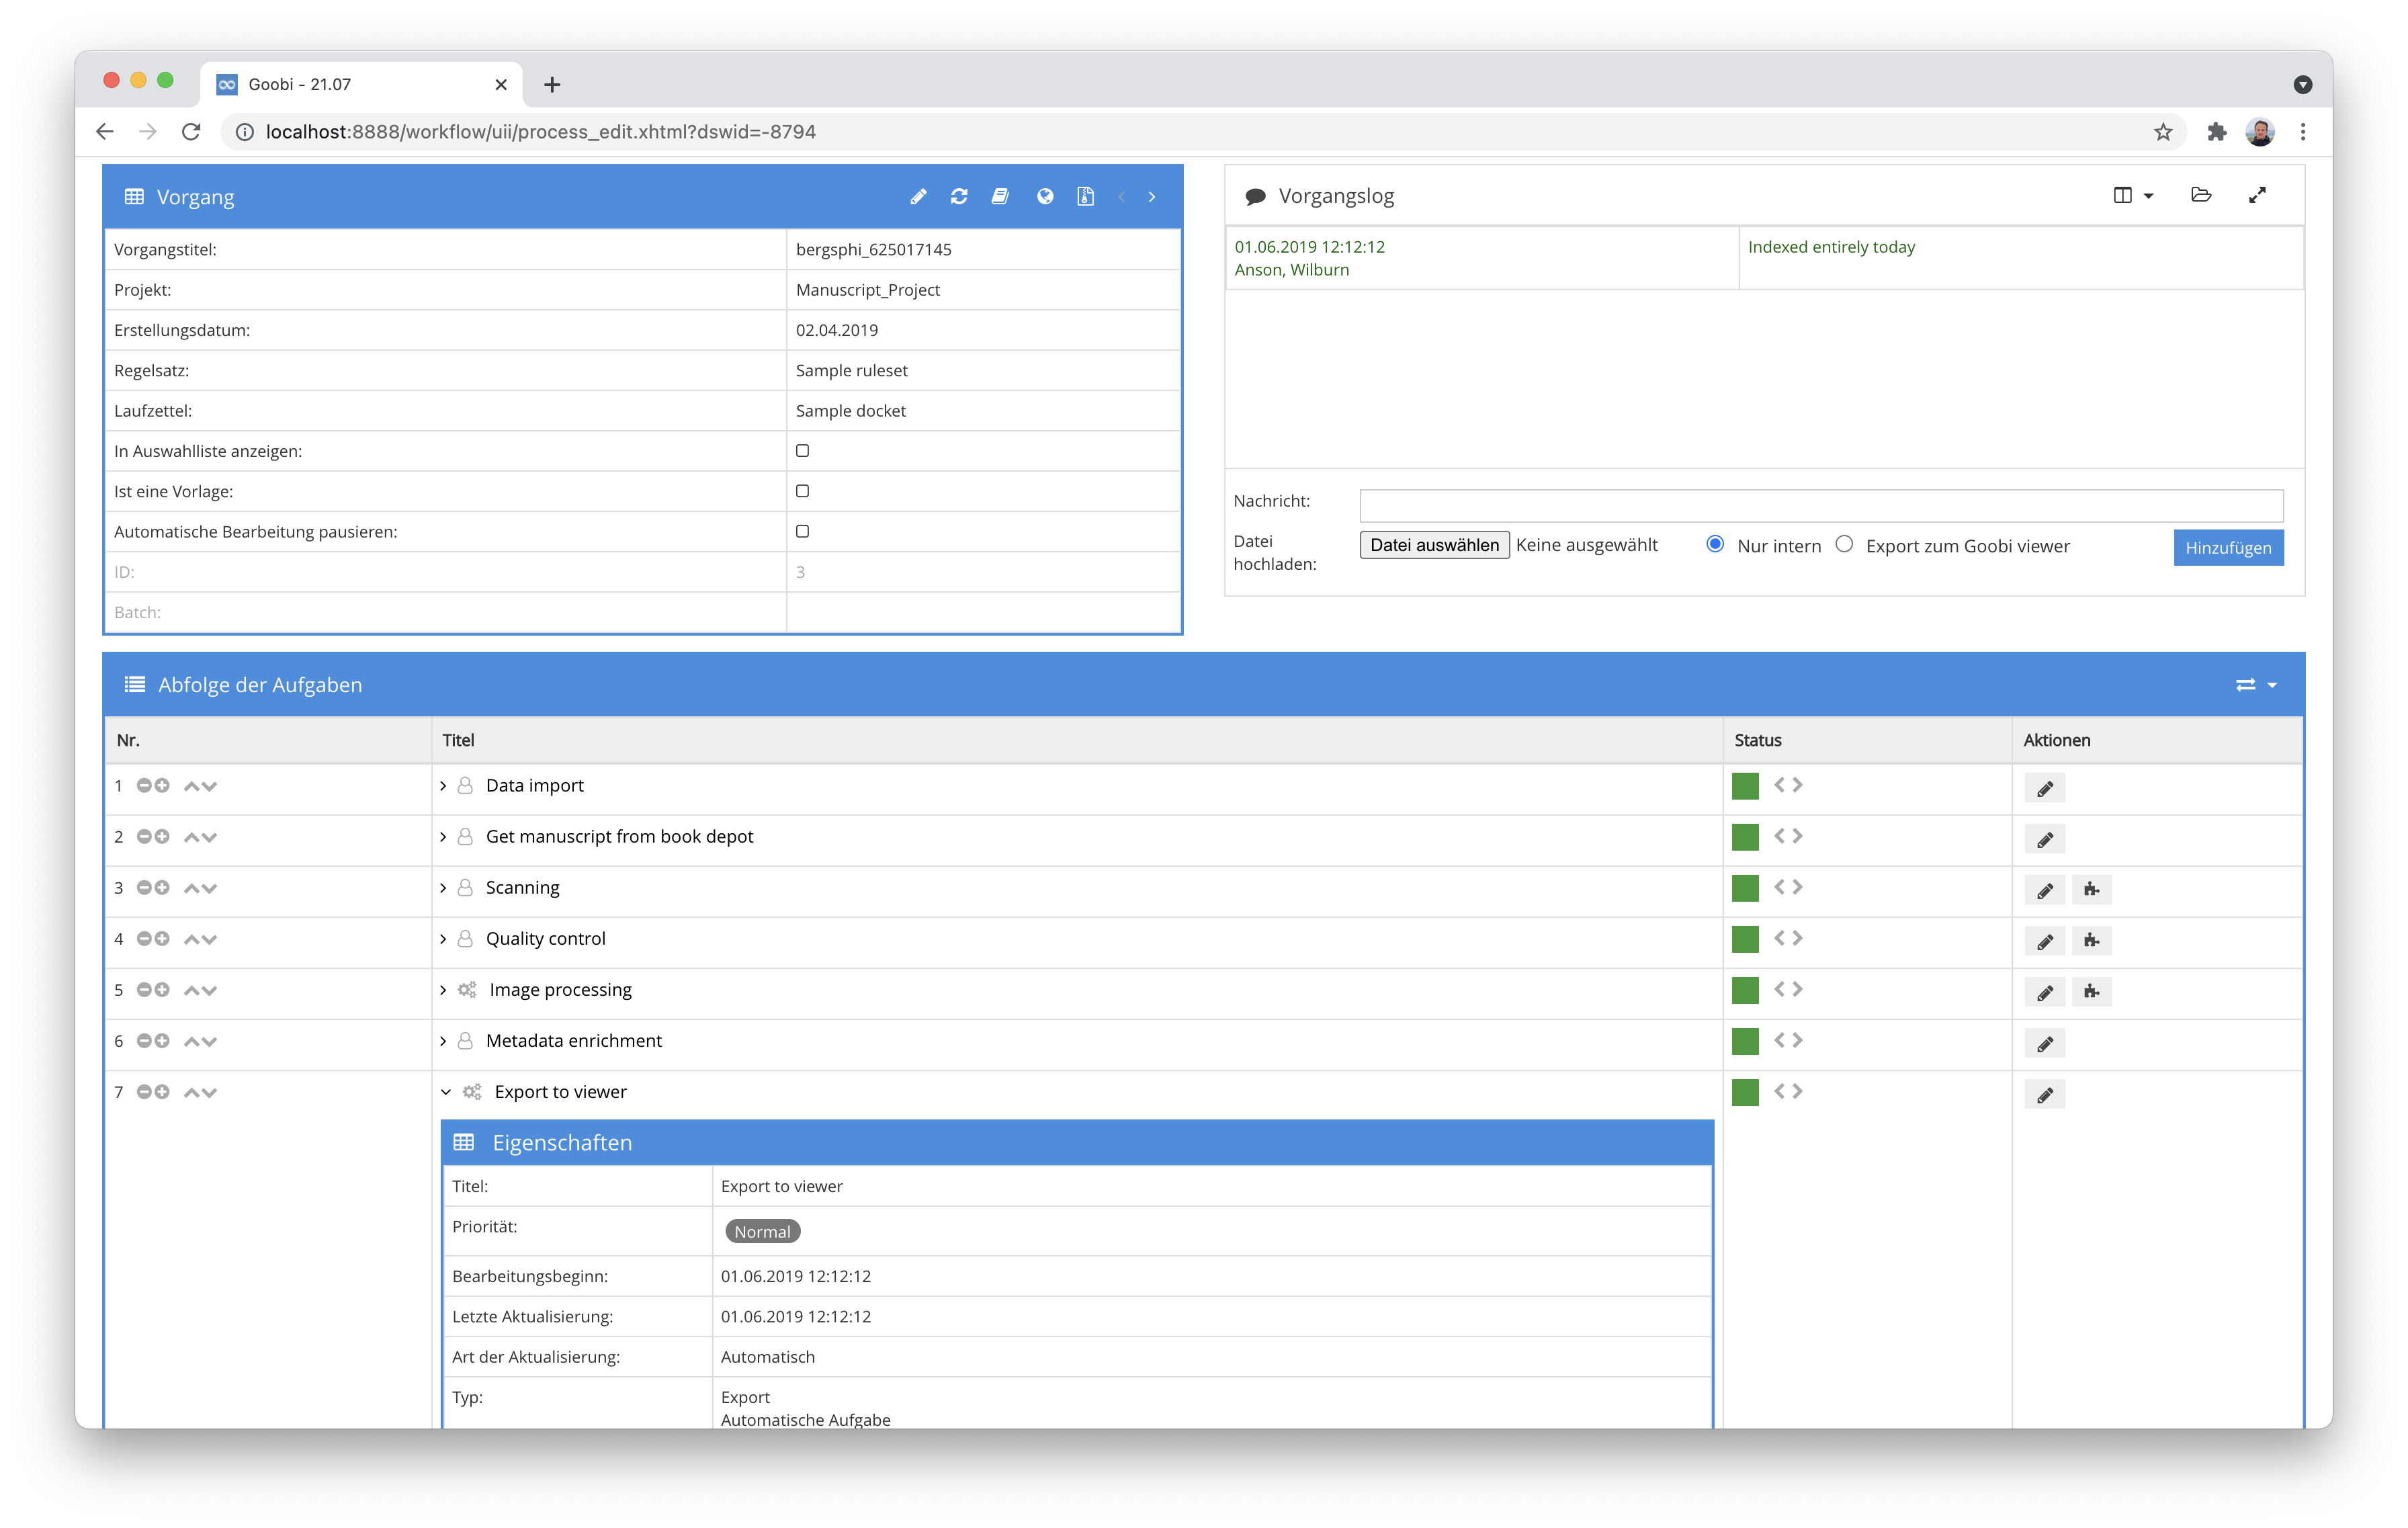 Goobi - 21.07
localhost:8888/workflow/uii/process_edit.xhtml?dswid=-8794
Vorgang
Vorgangstitel: bergsphi_625017145
Projekt: Manuscript_Project
Erstellungsdatum: 02.04.2019
Regelsatz: Sample ruleset
Laufzettel: Sample docket
In Auswahlliste anzeigen:
Ist eine Vorlage:
Automatische Bearbeitung pausieren:
ID: 3
Batch:
Vorgangslog
01.06.2019 12:12:12 Indexed entirely today
Anson, Wilburn
Nachricht:
Datei hochladen: Datei auswählen Keine ausgewählt Nur intern Export zum Goobi viewer Hinzufügen
Abfolge der Aufgaben
Nr. Titel Status Aktionen
1 Data import
2 Get manuscript from book depot
3 Scanning
4 Quality control
5 Image processing
6 Metadata enrichment
7 Export to viewer
Eigenschaften
Titel: Export to viewer
Priorität: Normal
Bearbeitungsbeginn: 01.06.2019 12:12:12
Letzte Aktualisierung: 01.06.2019 12:12:12
Art der Aktualisierung: Automatisch
Typ: Export
Automatische Aufgabe